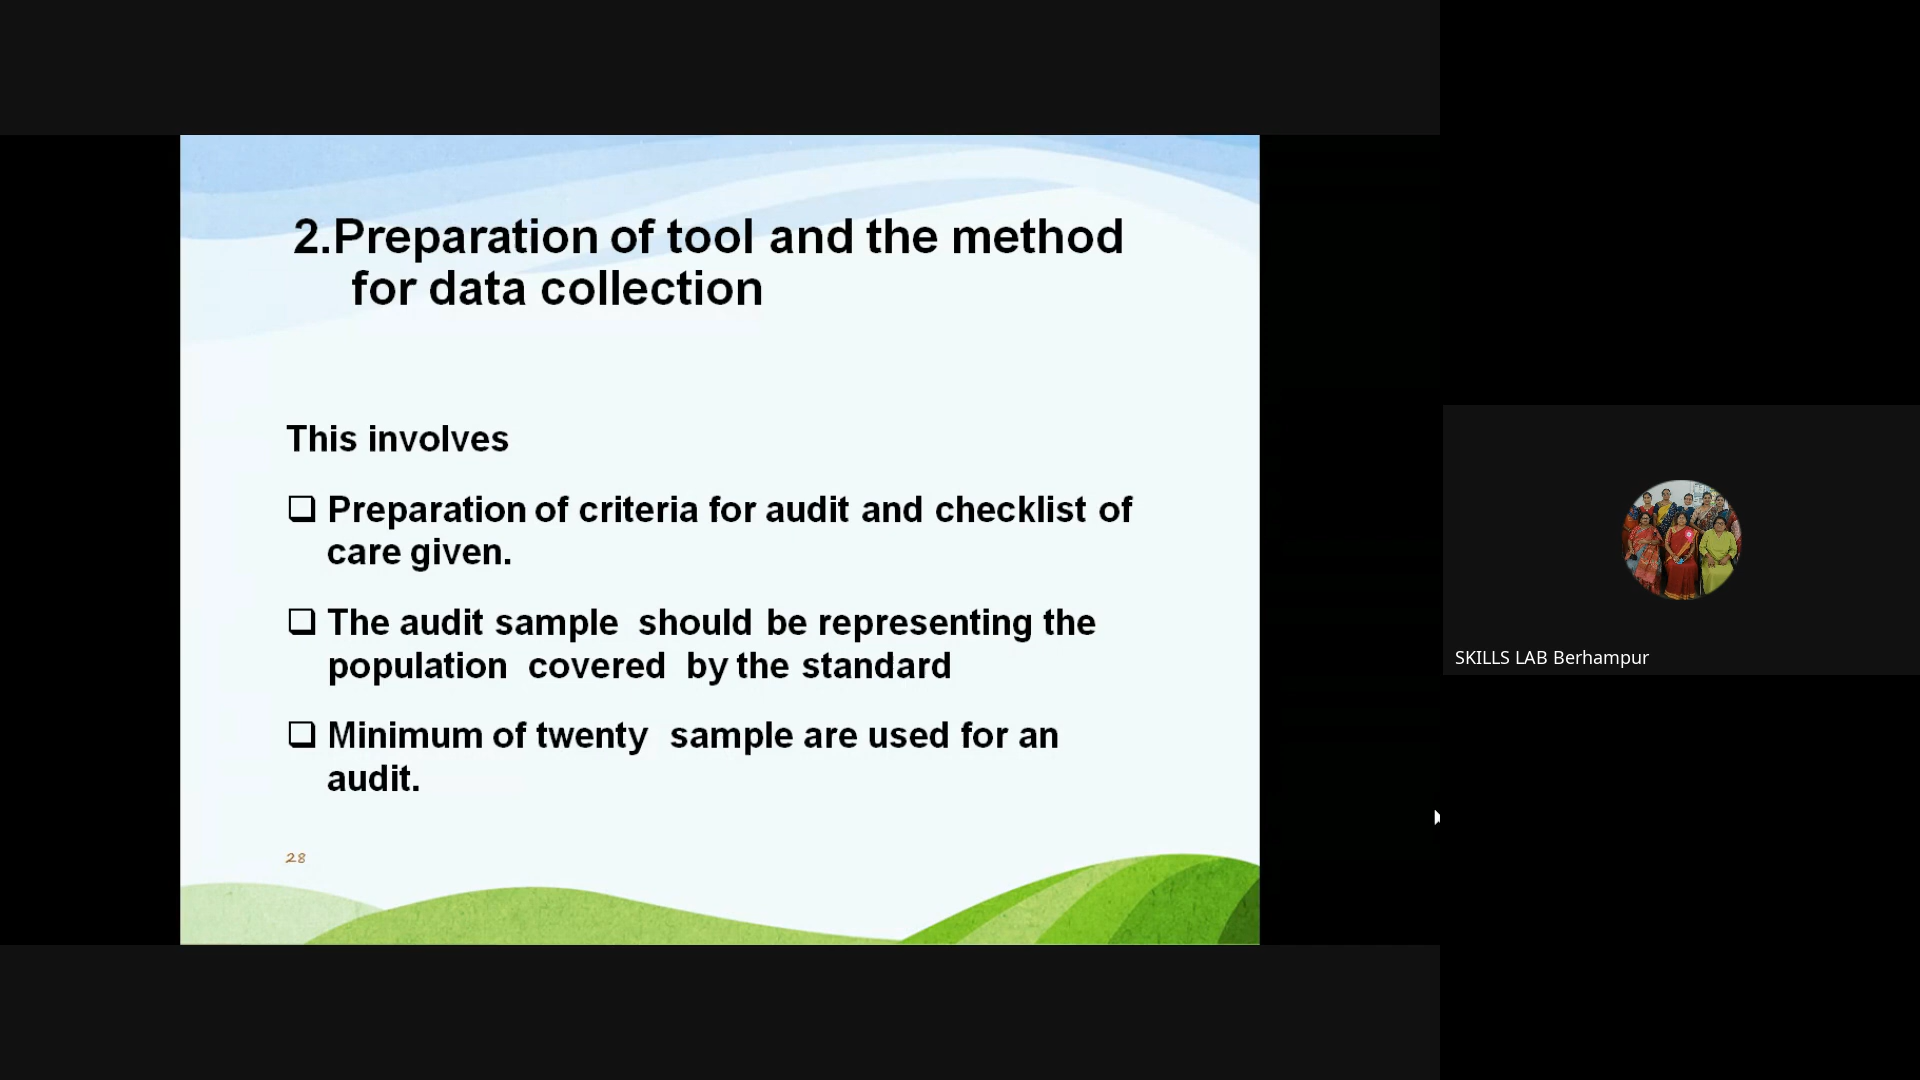 2.Preparation of tool and the method
for data collection
This involves
❑ Preparation of criteria for audit and checklist of
care given.
❑ The audit sample should be representing the
population covered by the standard
❑ Minimum of twenty sample are used for an
audit.
28
SKILLS LAB Berhampur